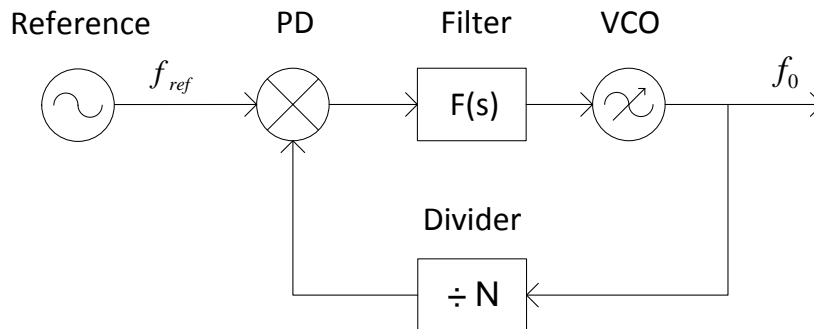 Reference PD Filter VCO
f_ref F(s) f_0
Divider
÷ N